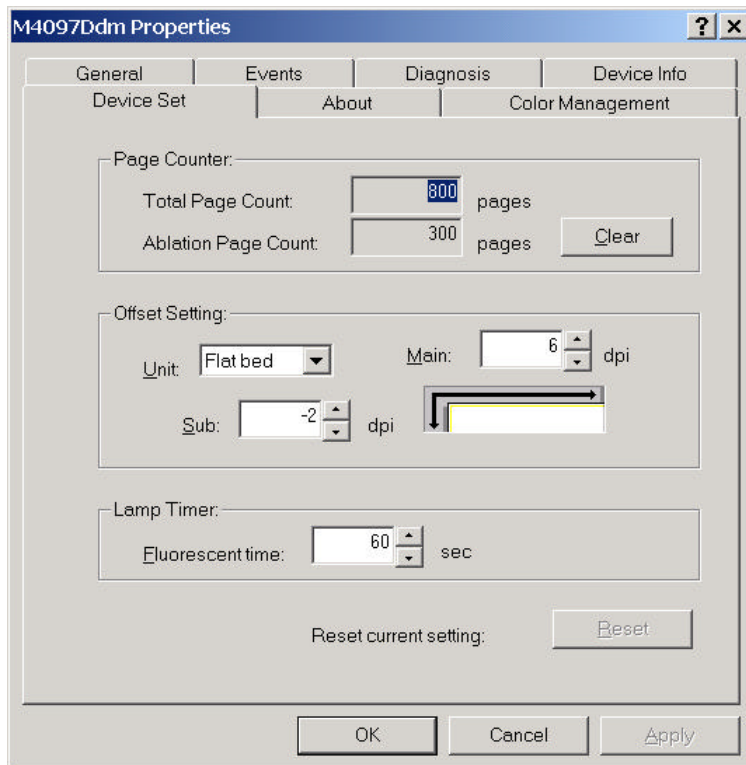 M4097Ddm Properties
General Events Diagnosis Device Info
Device Set About Color Management
Page Counter:
Total Page Count: 800 pages
Ablation Page Count: 300 pages Clear
Offset Setting:
Unit: Flat bed Main: 6 dpi
Sub: -2 dpi
Lamp Timer:
Fluorescent time: 60 sec
Reset current setting: Reset
OK Cancel Apply